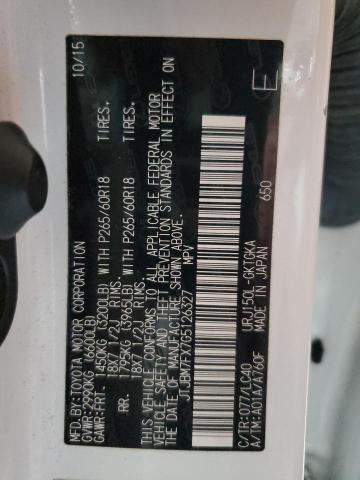 MFD.BY:TOYOTA MOTOR CORPORATION 10/15
GVWR:2990KG (6600LB)
GAWR:FRT. 1450KG (3200LB) WITH P265/60R18 TIRES.
18X7 1/2J RIMS.
RR. 1795KG (3965LB) WITH P265/60R18 TIRES.
18X7 1/2J RIMS.
THIS VEHICLE CONFORMS TO ALL APPLICABLE FEDERAL MOTOR
VEHICLE SAFETY AND THEFT PREVENTION STANDARDS IN EFFECT ON
THE DATE OF MANUFACTURE SHOWN ABOVE.
JTJBM7FX7G5126327 MPV
650
C/TR:077/LC40 URJ150L-GKTGKA
A/TM:A01A/A760F MADE IN JAPAN
E